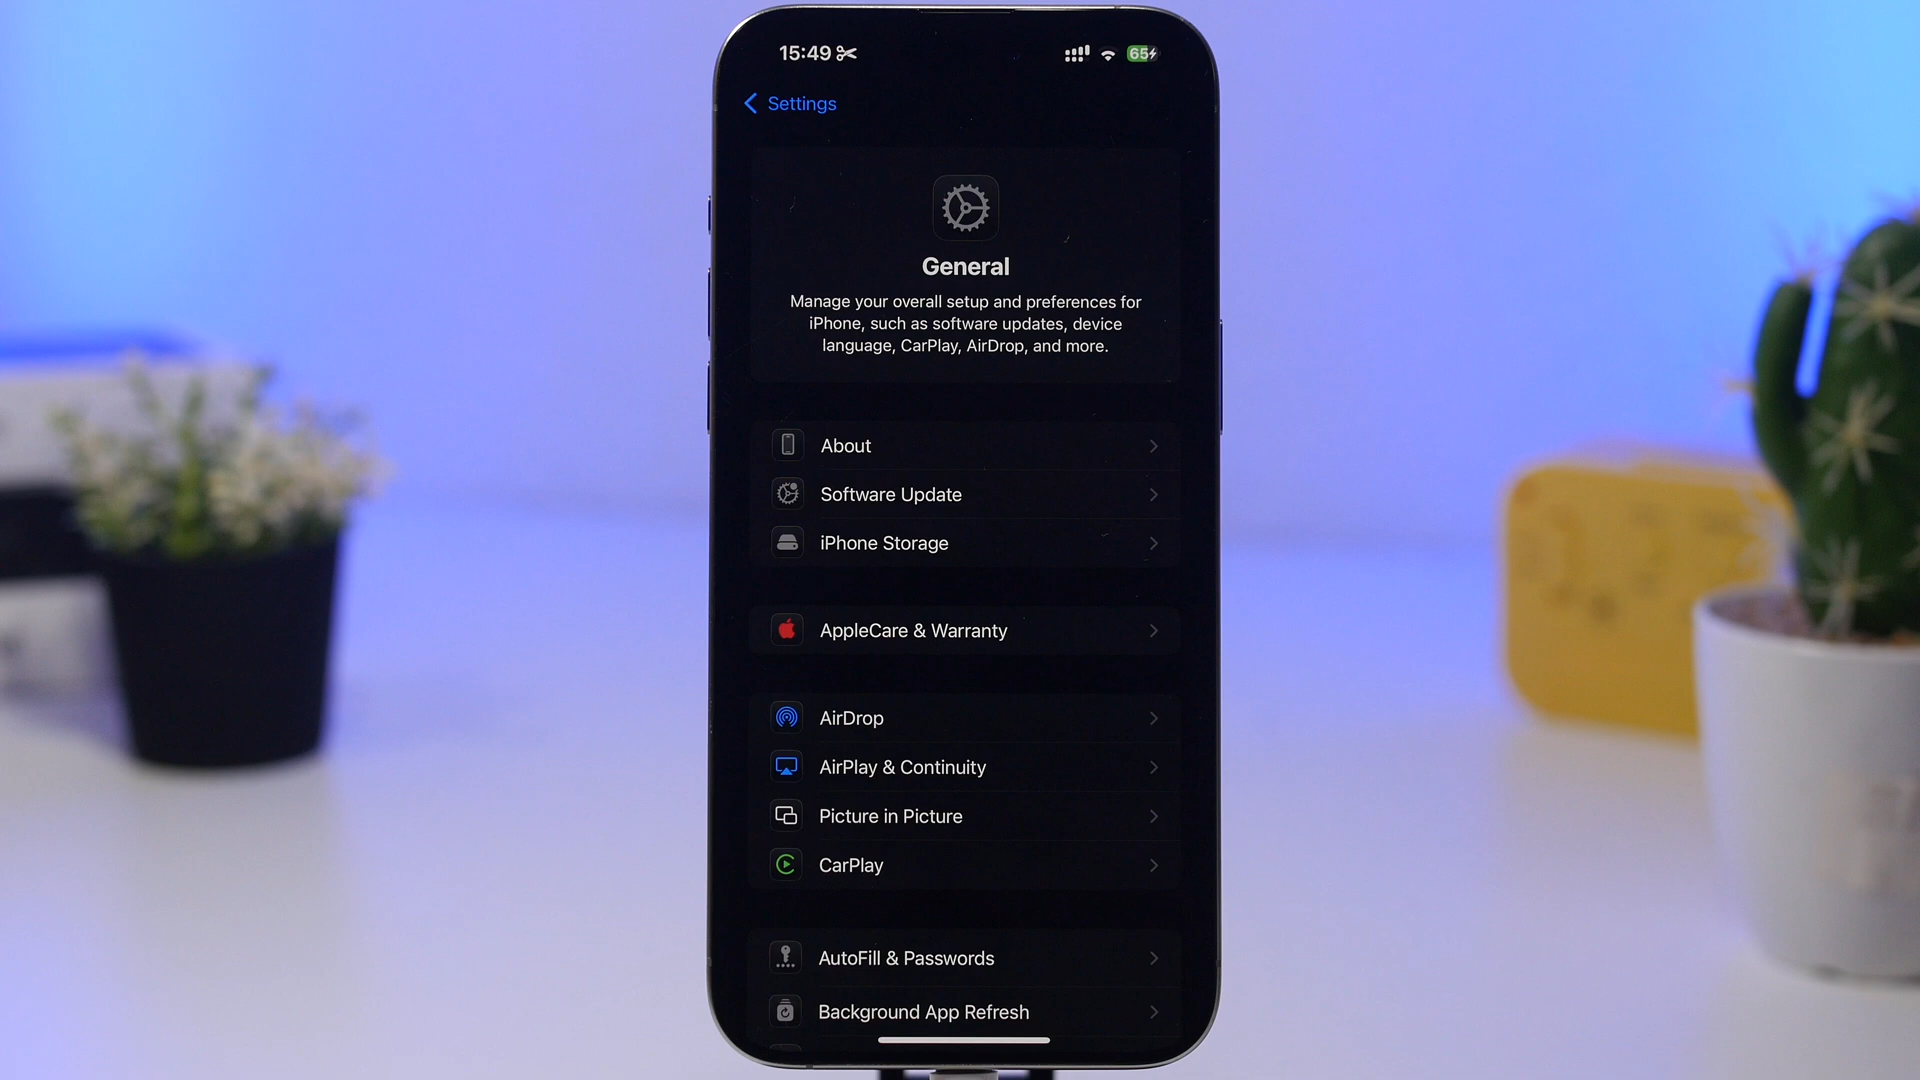 15:49
65
Settings
General
Manage your overall setup and preferences for
iPhone, such as software updates, device
language, CarPlay, AirDrop, and more.
About
Software Update
iPhone Storage
AppleCare & Warranty
AirDrop
AirPlay & Continuity
Picture in Picture
CarPlay
AutoFill & Passwords
Background App Refresh